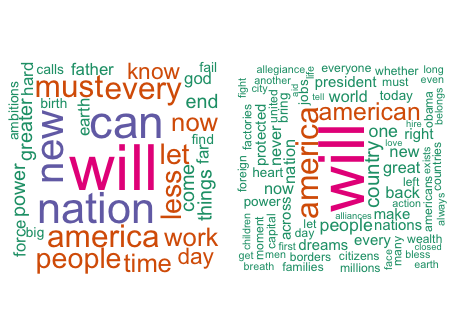 calls father know fail
hard must every god
ambitions birth earth end
greater can now
new find
will let fard
less come things
power nation
force big america work
people time day
allegiance everyone whether long
another life president must even
fight city aid jobs tell world today obama belongs
factories protected never united bring american hire
america one right
love
foreign heart nation will country new exists countries
great
now left back
power across alliances make action americans always
children moment capital let people nations
day
first dreams every many wealth closed
get men borders citizens face bless
breath families millions earth